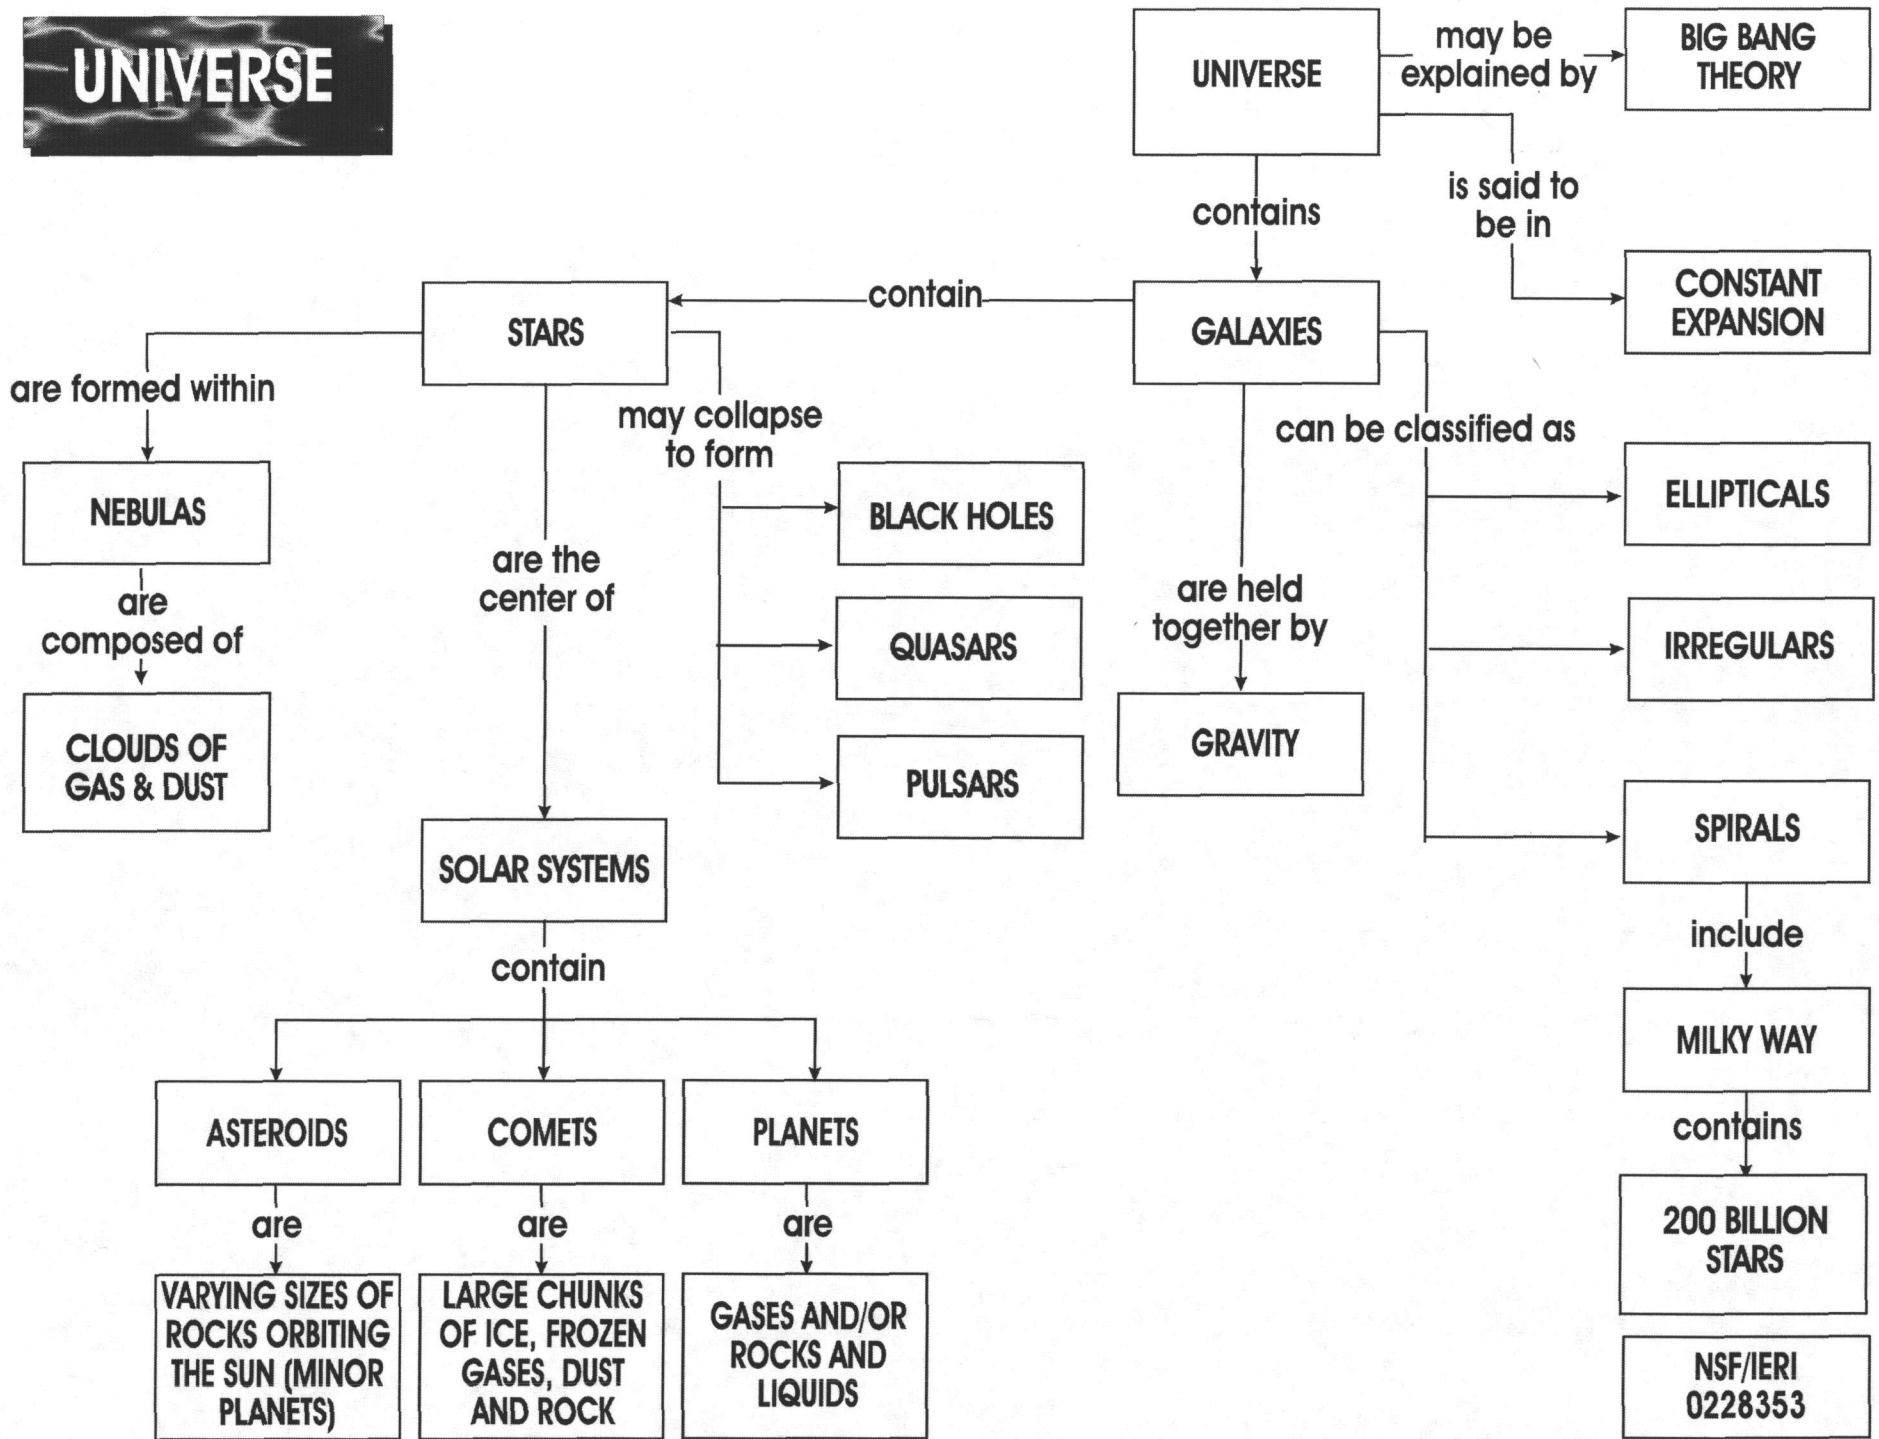 UNIVERSE
UNIVERSE
may be
explained by
BIG BANG
THEORY
is said to
be in
CONSTANT
EXPANSION
contains
GALAXIES
contain
STARS
are formed within
NEBULAS
are
composed of
CLOUDS OF
GAS & DUST
are the
center of
may collapse
to form
BLACK HOLES
QUASARS
PULSARS
are held
together by
GRAVITY
can be classified as
ELLIPTICALS
IRREGULARS
SPIRALS
include
MILKY WAY
contains
200 BILLION
STARS
SOLAR SYSTEMS
contain
ASTEROIDS
COMETS
PLANETS
are
are
are
VARYING SIZES OF
ROCKS ORBITING
THE SUN (MINOR
PLANETS)
LARGE CHUNKS
OF ICE, FROZEN
GASES, DUST
AND ROCK
GASES AND/OR
ROCKS AND
LIQUIDS
NSF/IERI
0228353